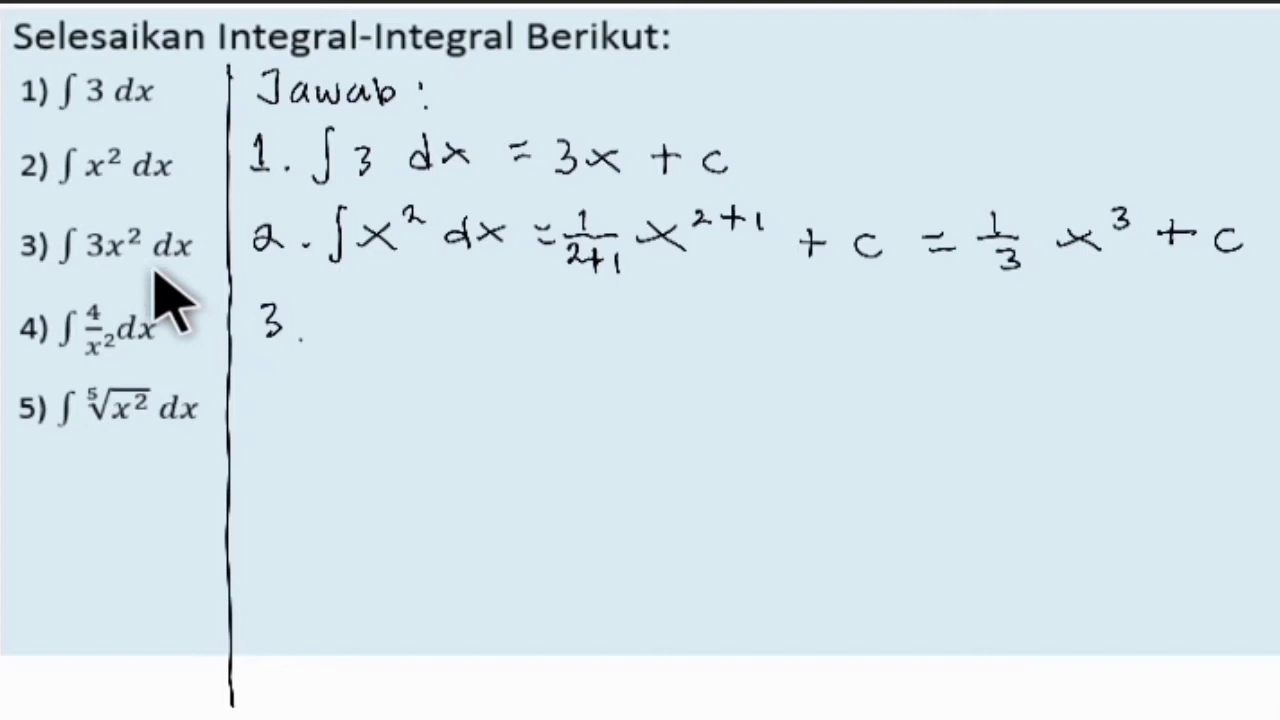 Selesaikan Integral-Integral Berikut:
1) ∫ 3 dx
2) ∫ x² dx
3) ∫ 3x² dx
4) ∫ 4/x² dx
5) ∫ ⁵√x² dx
Jawab :
1. ∫ 3 dx = 3x + c
2. ∫ x² dx = 1/(2+1) x²⁺¹ + c = 1/3 x³ + c
3.